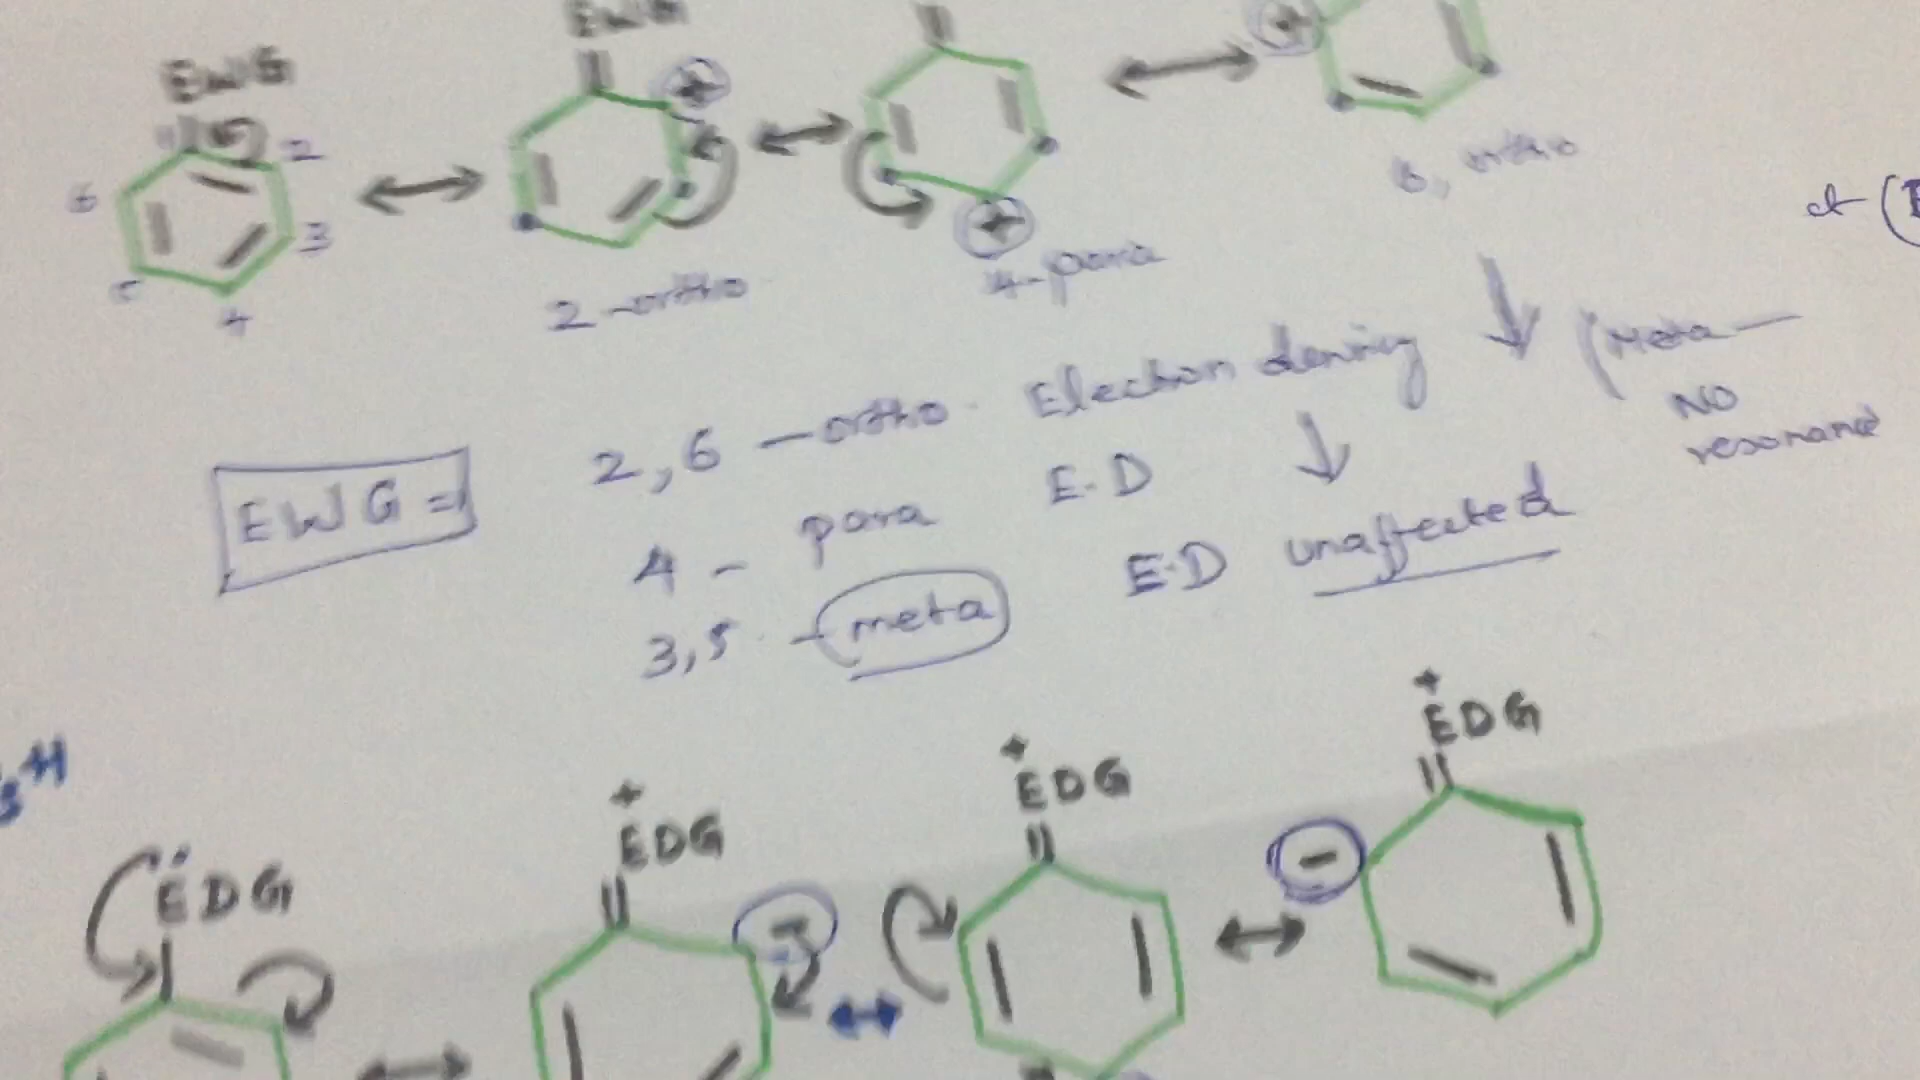 EWG
EWG
+
+
+
2
6
3
5
4
2-ortho
4-para
6, ortho
EWG =
2,6 - ortho Electron density ↓ (Meta -
NO
resonance
4 - para E.D ↓
3,5 - meta E.D unaffected
+
EDG
+
EDG
+
EDG
EDG
-
-